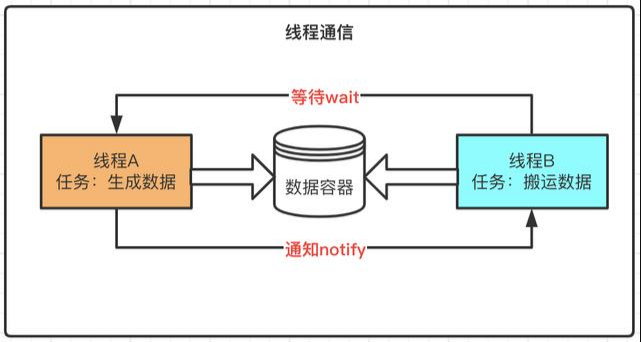 线程通信
等待wait
线程A
任务：生成数据
数据容器
线程B
任务：搬运数据
通知notify